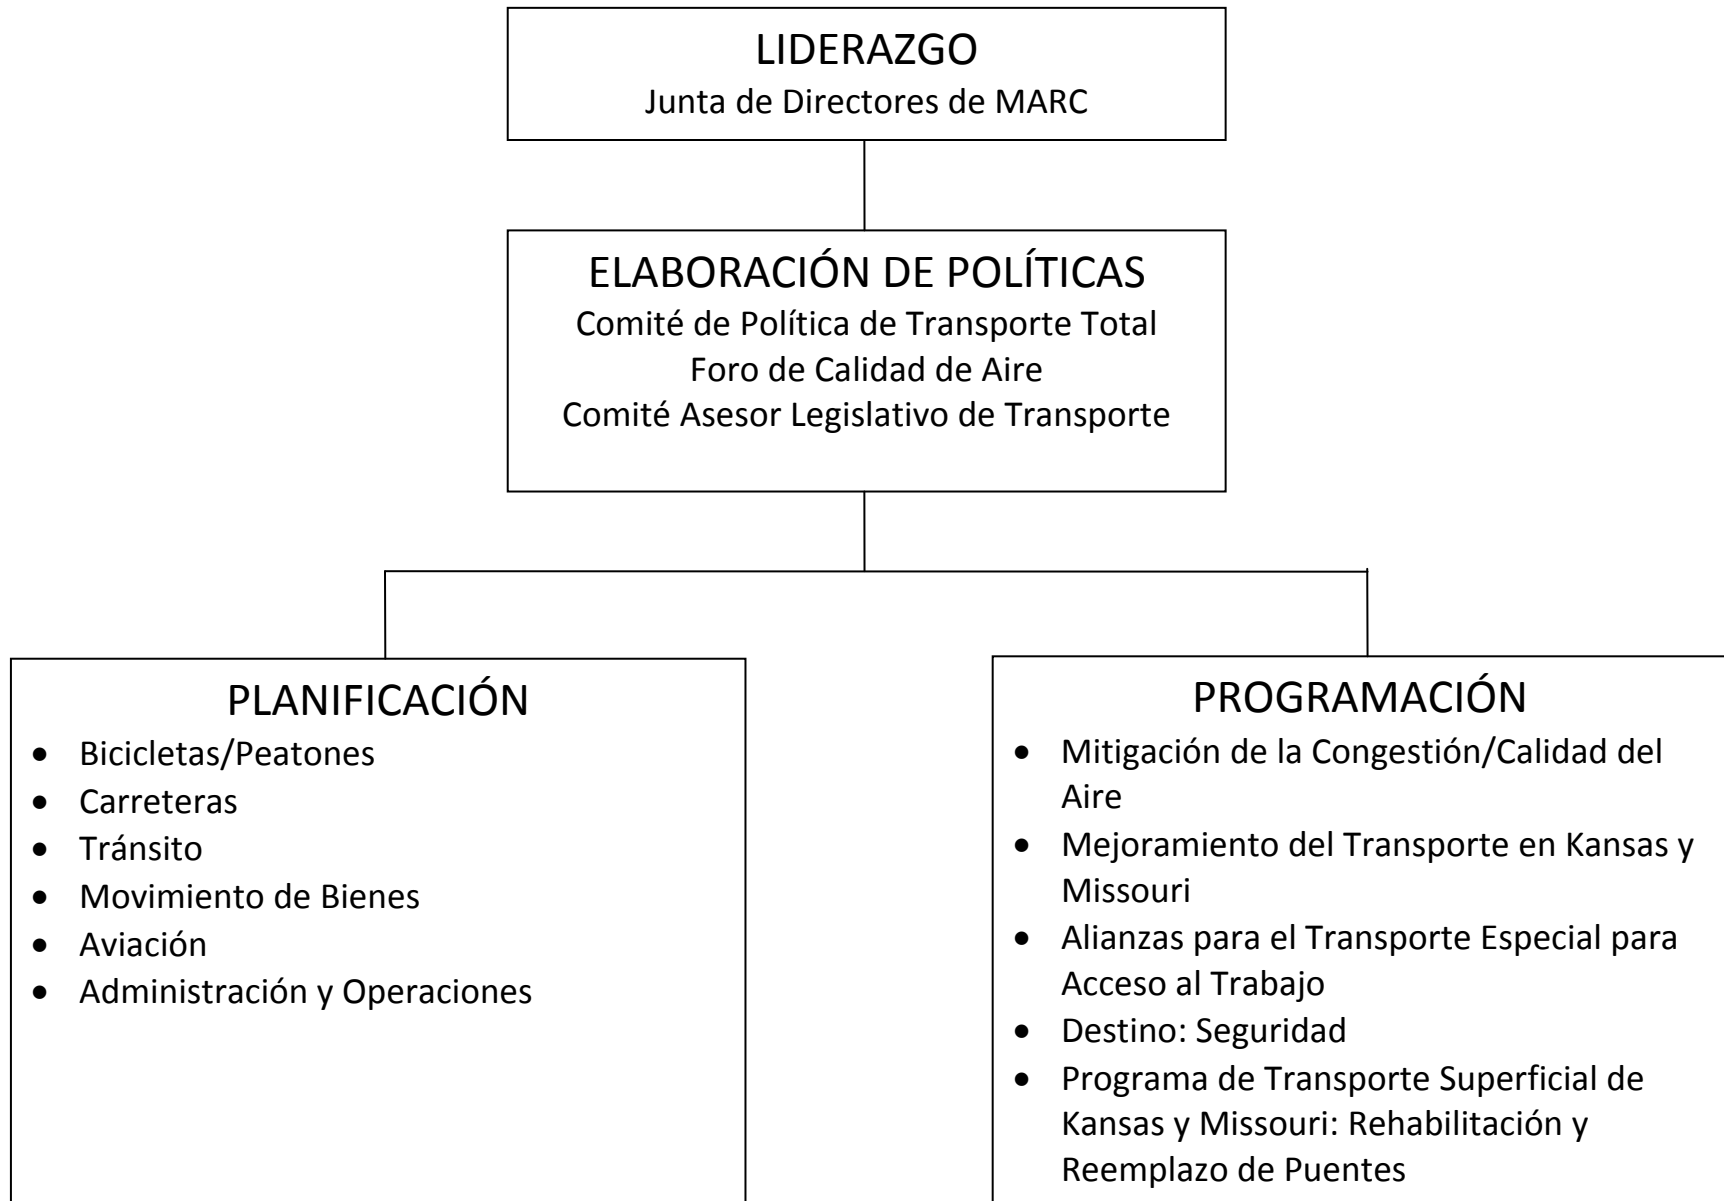 LIDERAZGO
Junta de Directores de MARC
ELABORACIÓN DE POLÍTICAS
Comité de Política de Transporte Total
Foro de Calidad de Aire
Comité Asesor Legislativo de Transporte
PLANIFICACIÓN
• Bicicletas/Peatones
• Carreteras
• Tránsito
• Movimiento de Bienes
• Aviación
• Administración y Operaciones
PROGRAMACIÓN
• Mitigación de la Congestión/Calidad del
Aire
• Mejoramiento del Transporte en Kansas y
Missouri
• Alianzas para el Transporte Especial para
Acceso al Trabajo
• Destino: Seguridad
• Programa de Transporte Superficial de
Kansas y Missouri: Rehabilitación y
Reemplazo de Puentes